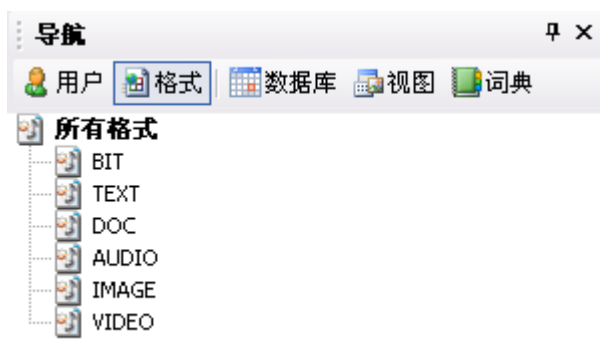 导航
用户 格式 数据库 视图 词典
所有格式
BIT
TEXT
DOC
AUDIO
IMAGE
VIDEO